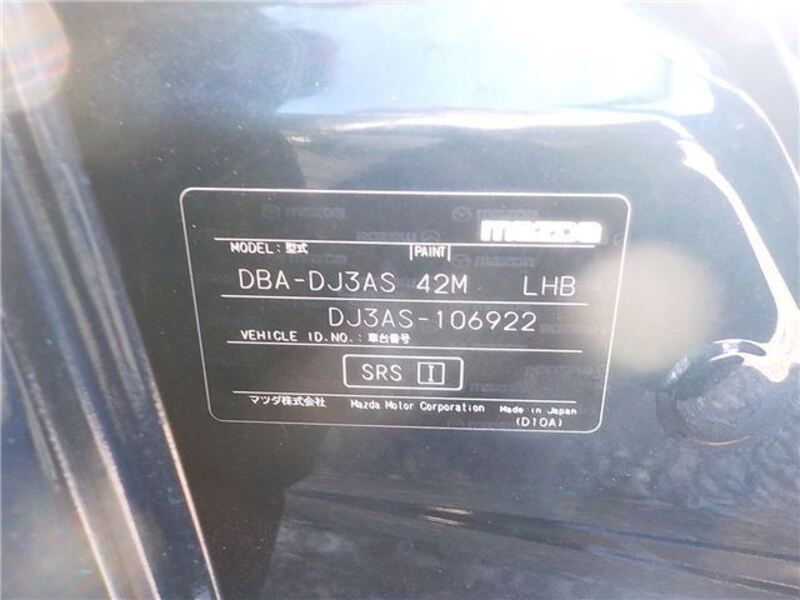 mazda
MODEL : 型式 PAINT
DBA-DJ3AS 42M LHB
DJ3AS-106922
VEHICLE ID.NO.: 車台番号
SRS I
マツダ株式会社 Mazda Motor Corporation Made in Japan
(D10A)